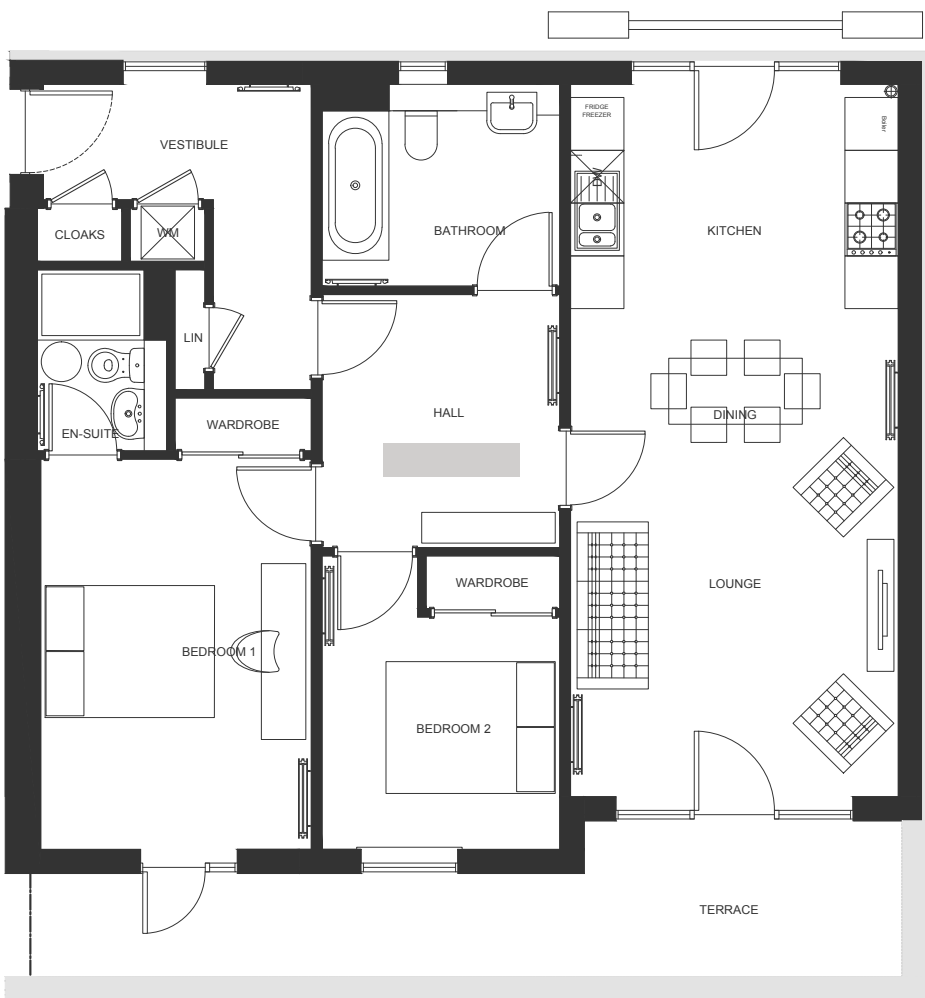 FRIDGE
FREEZER
Boiler
VESTIBULE
CLOAKS
WM
BATHROOM
KITCHEN
LIN
HALL
DINING
WARDROBE
EN-SUITE
WARDROBE
LOUNGE
BEDROOM 1
BEDROOM 2
TERRACE